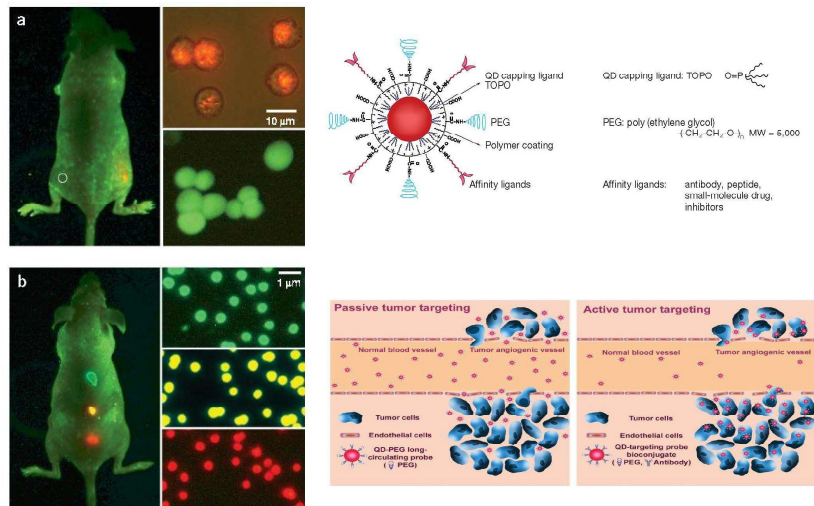 a
10 µm
QD capping ligand
TOPO
PEG
Polymer coating
Affinity ligands
QD capping ligand: TOPO
O=P
PEG: poly (ethylene glycol)
(CH₂-CH₂-O)n MW = 5,000
Affinity ligands: antibody, peptide,
small-molecule drug,
inhibitors
b
1 µm
Passive tumor targeting
Normal blood vessel
Tumor angiogenic vessel
Tumor cells
Endothelial cells
QD-PEG long-
circulating probe
( PEG)
Active tumor targeting
Normal blood vessel
Tumor angiogenic vessel
Tumor cells
Endothelial cells
QD-targeting probe
bioconjugate
( PEG, Antibody)